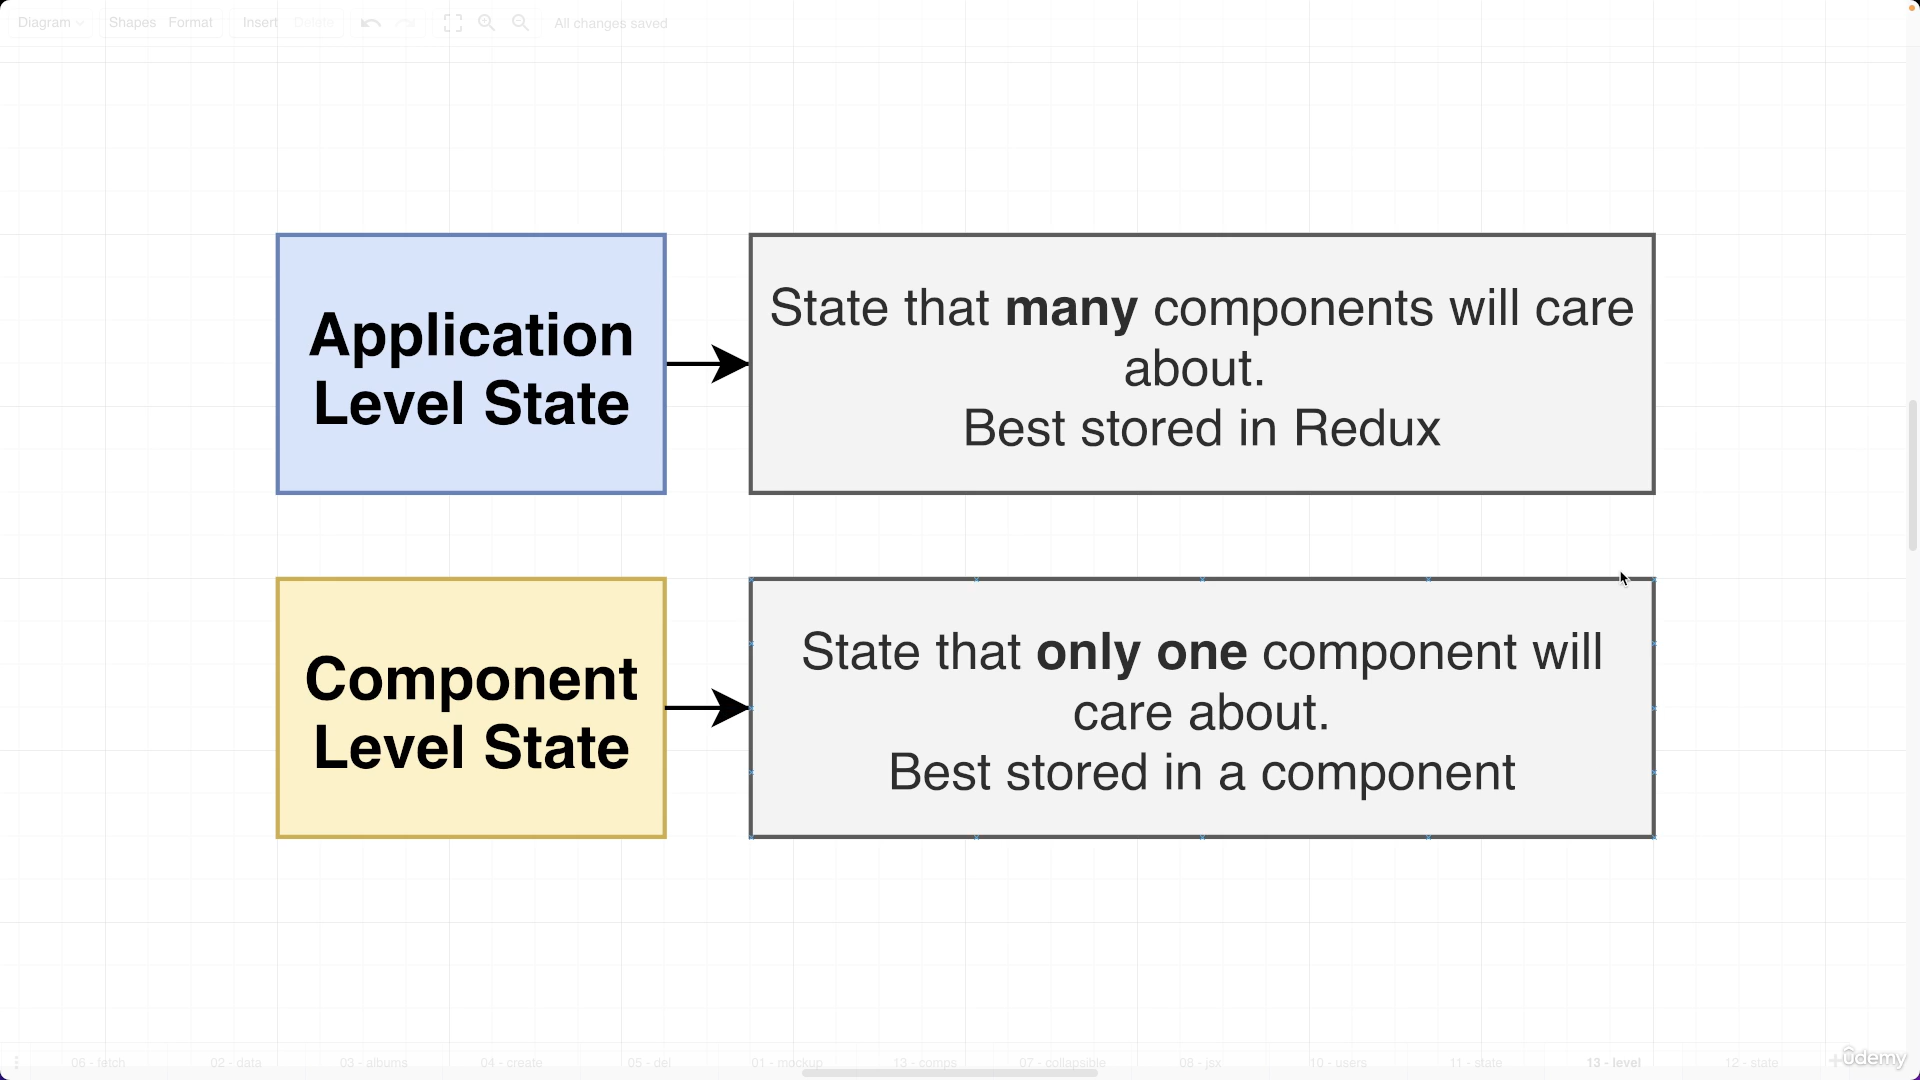 Diagram Shapes Format Insert Delete All changes saved
Application
Level State
State that many components will care
about.
Best stored in Redux
Component
Level State
State that only one component will
care about.
Best stored in a component
06 - fetch 02 - data 03 - albums 04 - create 05 - del 01 - mockup 13 - comps 07 - collapsible 08 - jsx 10 - users 11 - state 13 - level 12 - state
ûdemy